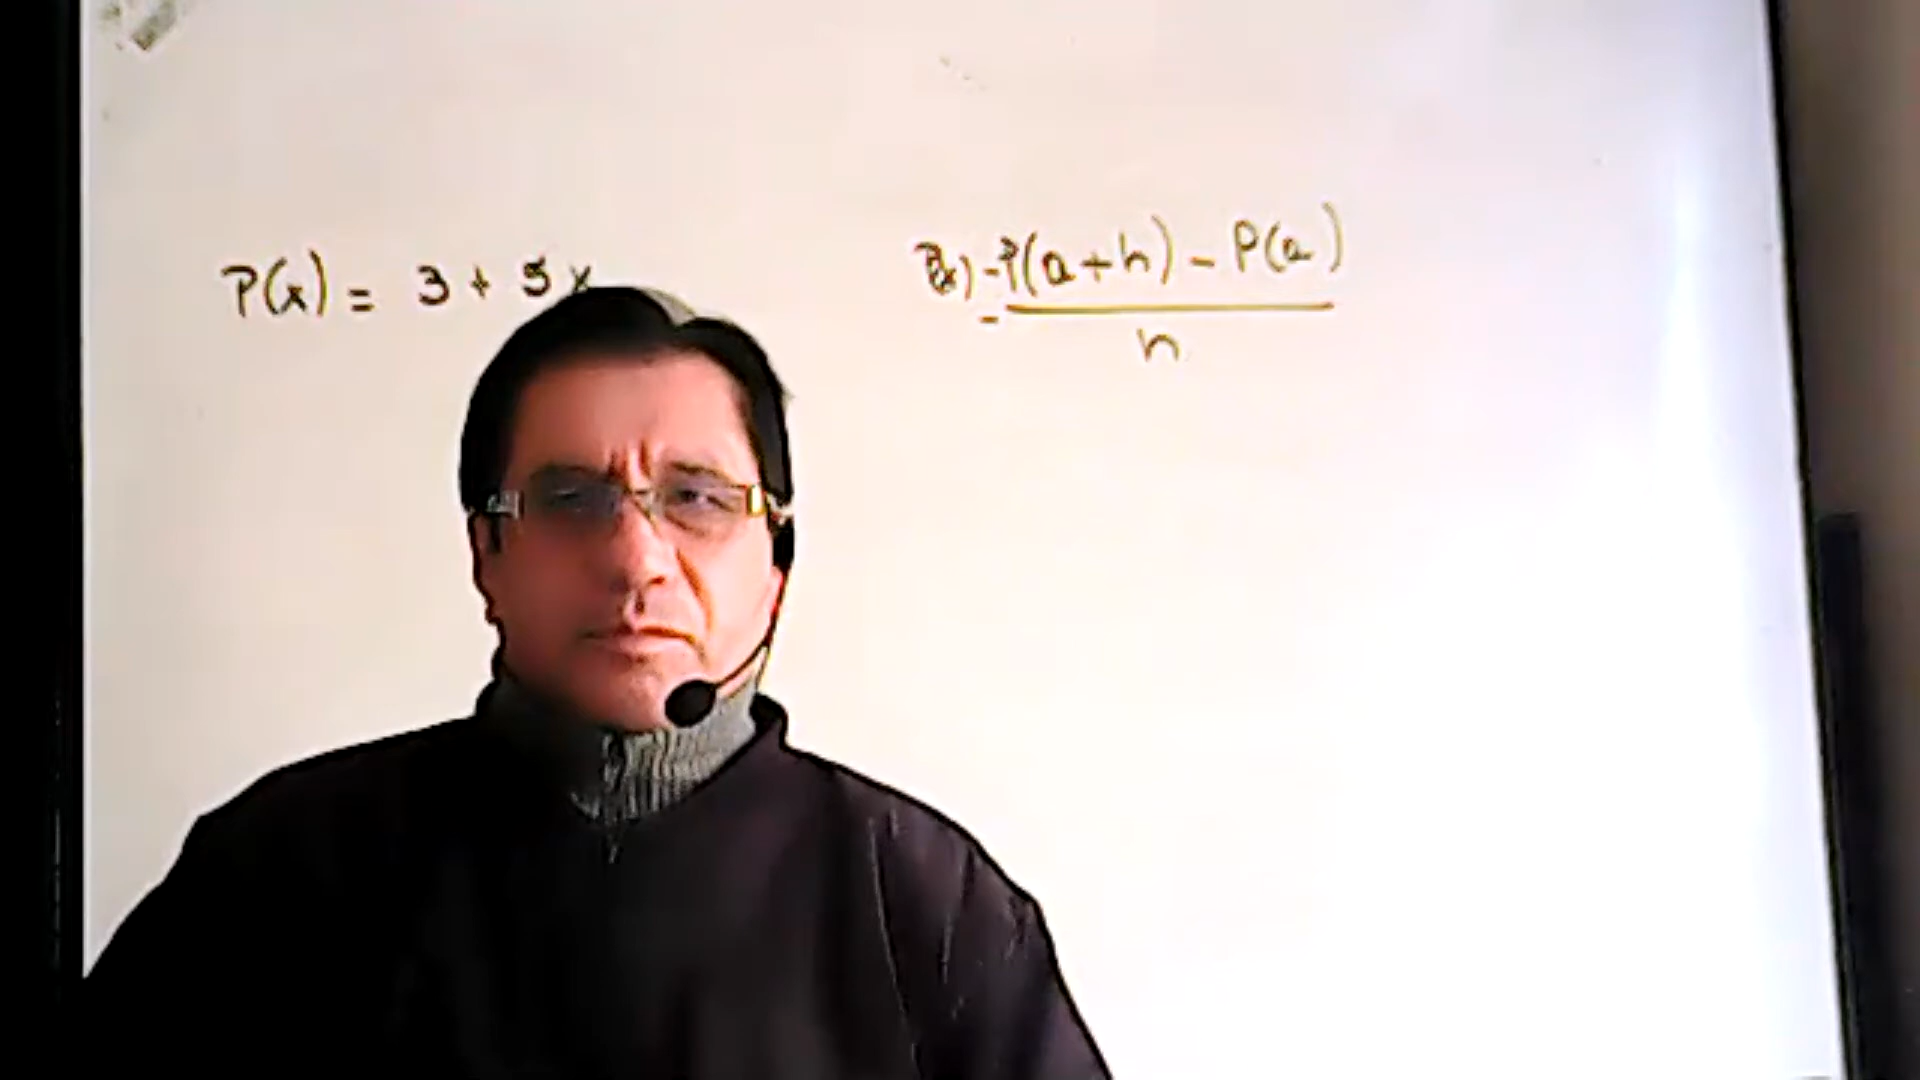 P(x) = 3 + 5x
P(a+h) - P(a)
h